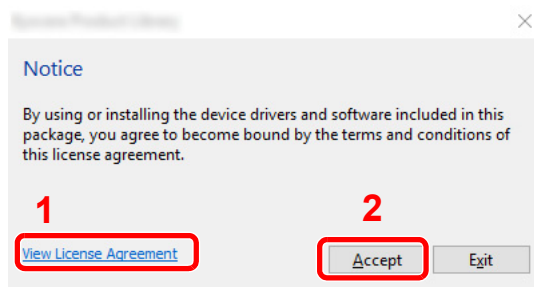 Notice
By using or installing the device drivers and software included in this
package, you agree to become bound by the terms and conditions of
this license agreement.
1
2
View License Agreement
Accept
Exit